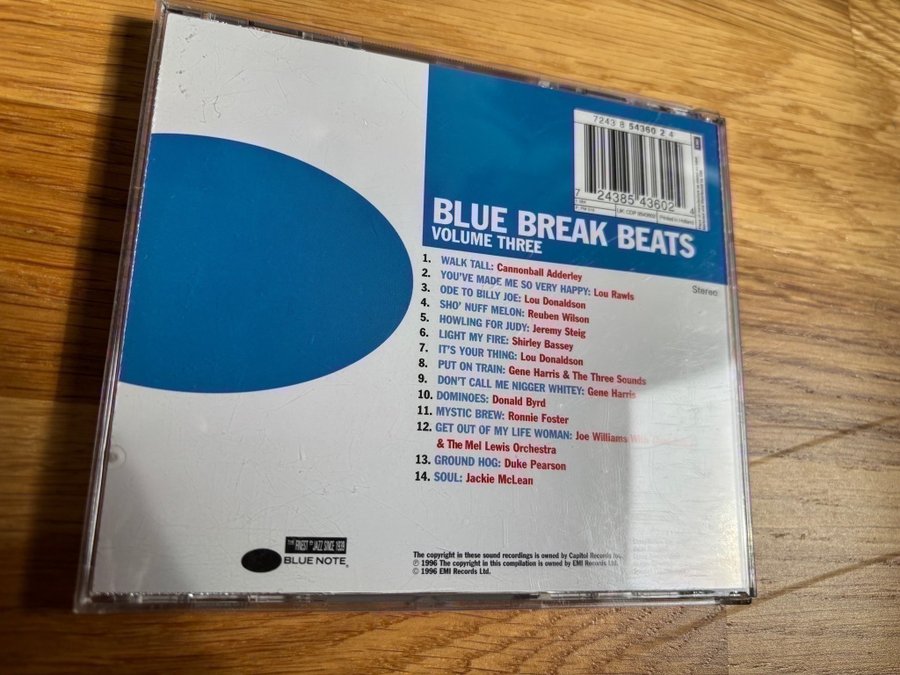 7243 8 54360 2 4
7 24385 43602 4
UK: CDP 8543602
Printed in Holland
BLUE BREAK BEATS
VOLUME THREE
Stereo
1. WALK TALL: Cannonball Adderley
2. YOU'VE MADE ME SO VERY HAPPY: Lou Rawls
3. ODE TO BILLY JOE: Lou Donaldson
4. SHO' NUFF MELON: Reuben Wilson
5. HOWLING FOR JUDY: Jeremy Steig
6. LIGHT MY FIRE: Shirley Bassey
7. IT'S YOUR THING: Lou Donaldson
8. PUT ON TRAIN: Gene Harris & The Three Sounds
9. DON'T CALL ME NIGGER WHITEY: Gene Harris
10. DOMINOES: Donald Byrd
11. MYSTIC BREW: Ronnie Foster
12. GET OUT OF MY LIFE WOMAN: Joe Williams With
& The Mel Lewis Orchestra
13. GROUND HOG: Duke Pearson
14. SOUL: Jackie McLean
THE FINEST IN JAZZ SINCE 1939
BLUE NOTE
The copyright in these sound recordings is owned by Capitol Records Inc.
℗ 1996 The copyright in this compilation is owned by EMI Records Ltd.
© 1996 EMI Records Ltd.